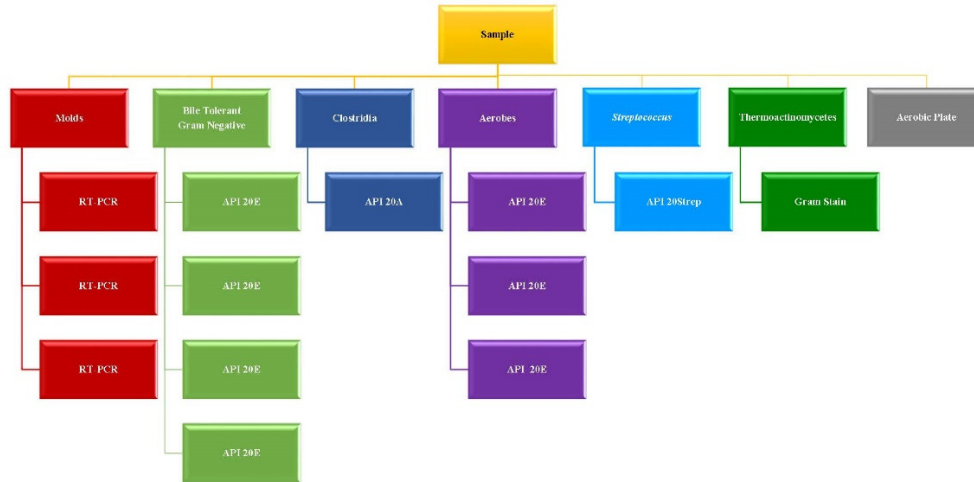 Sample
Molds
Bile Tolerant
Gram Negative
Clostridia
Aerobes
Streptococcus
Thermoactinomycetes
Aerobic Plate
RT-PCR
API 20E
API 20A
API 20E
API 20Strep
Gram Stain
RT-PCR
API 20E
API 20E
RT-PCR
API 20E
API 20E
API 20E